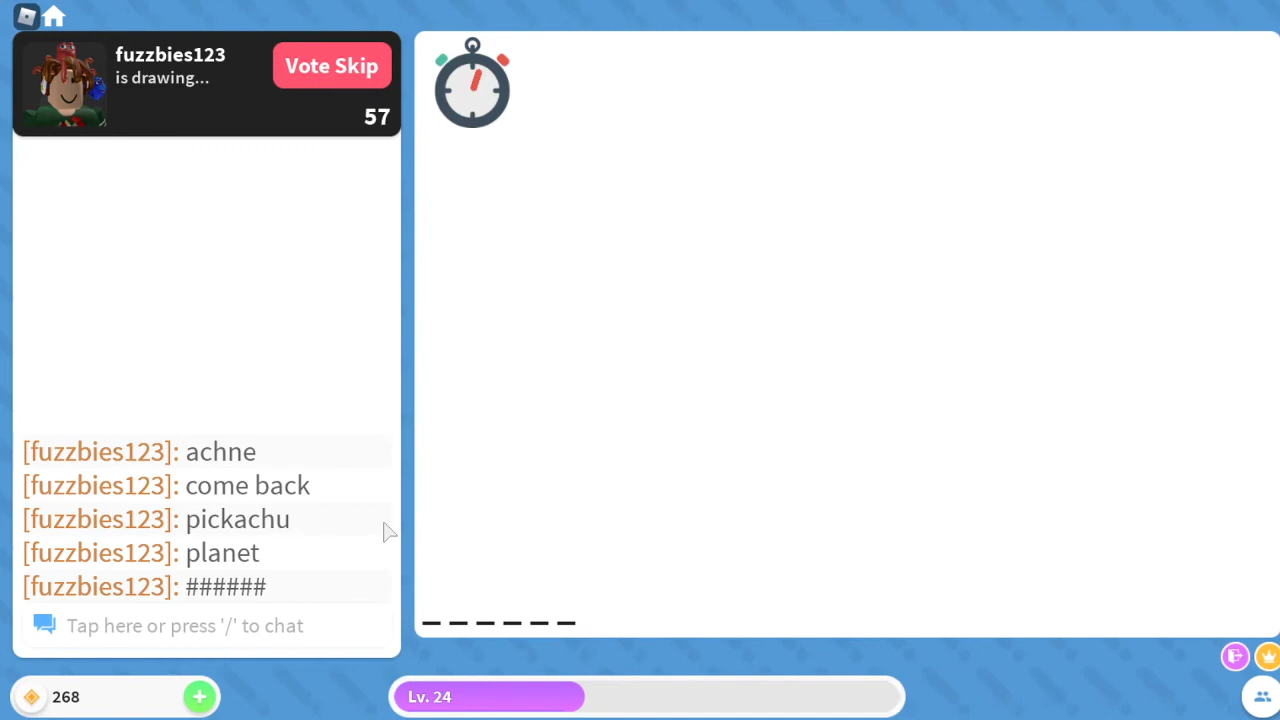 fuzzbies123
is drawing...
Vote Skip
57
[fuzzbies123]: achne
[fuzzbies123]: come back
[fuzzbies123]: pickachu
[fuzzbies123]: planet
[fuzzbies123]: ######
Tap here or press '/' to chat
_ _ _ _ _ _
268
+
Lv. 24